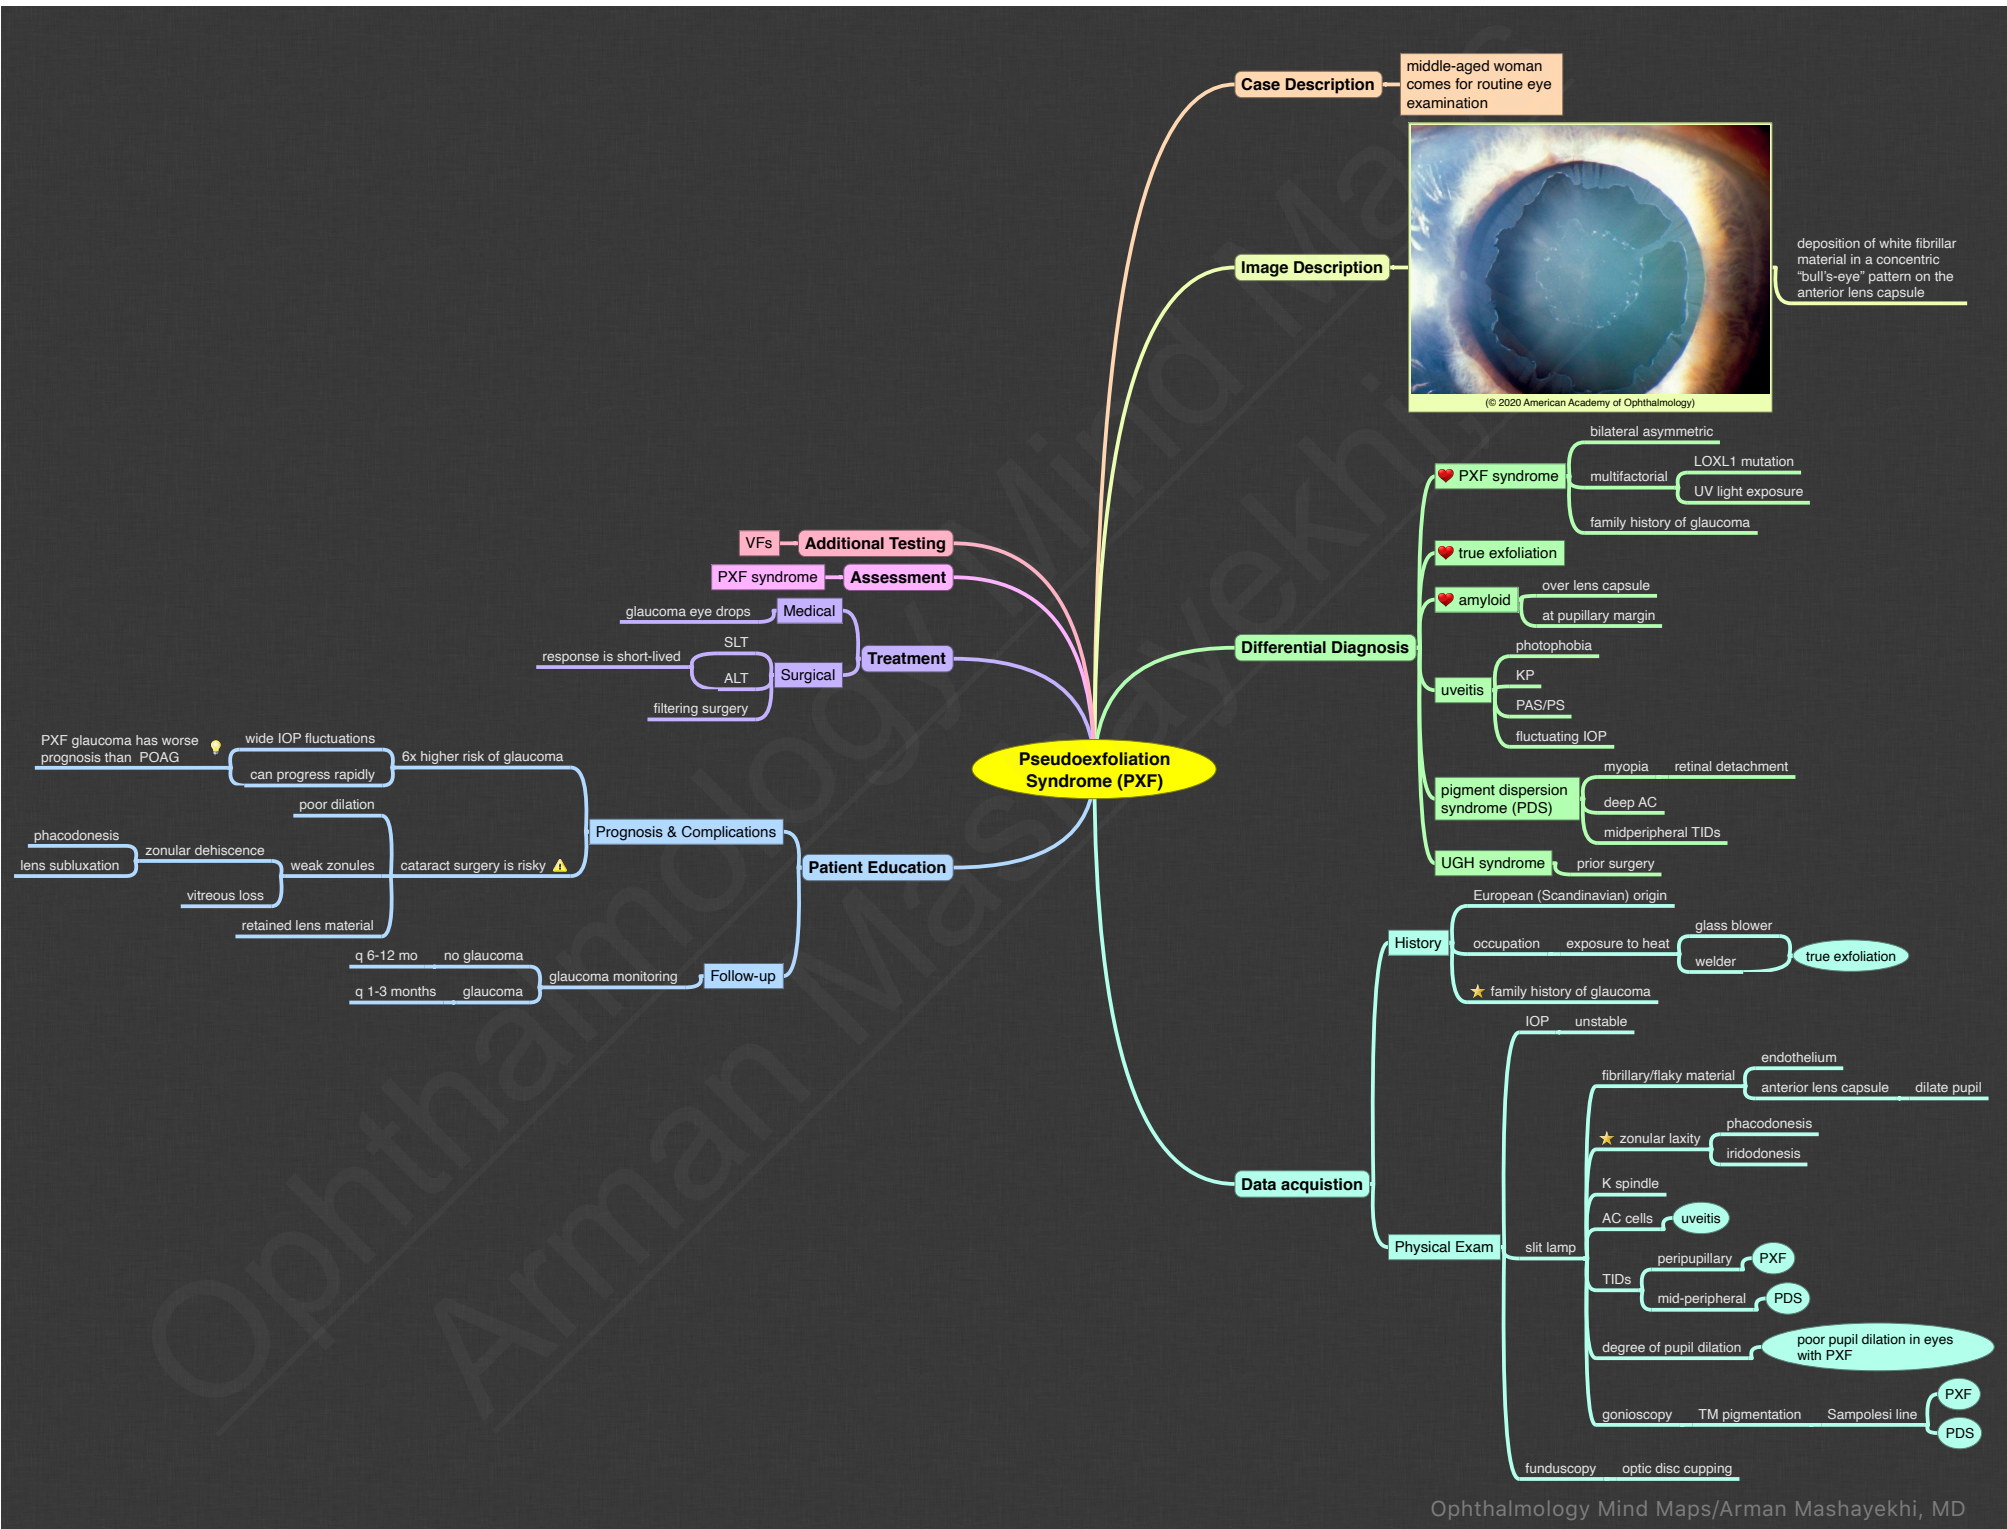 Case Description
middle-aged woman
comes for routine eye
examination
Image Description
(© 2020 American Academy of Ophthalmology)
deposition of white fibrillar
material in a concentric
“bull’s-eye” pattern on the
anterior lens capsule
Differential Diagnosis
PXF syndrome
bilateral asymmetric
multifactorial
LOXL1 mutation
UV light exposure
family history of glaucoma
true exfoliation
amyloid
over lens capsule
at pupillary margin
uveitis
photophobia
KP
PAS/PS
fluctuating IOP
pigment dispersion
syndrome (PDS)
myopia
retinal detachment
deep AC
midperipheral TIDs
UGH syndrome
prior surgery
Data acquistion
History
European (Scandinavian) origin
occupation
exposure to heat
glass blower
welder
true exfoliation
family history of glaucoma
Physical Exam
IOP
unstable
slit lamp
fibrillary/flaky material
endothelium
anterior lens capsule
dilate pupil
zonular laxity
phacodonesis
iridodonesis
K spindle
AC cells
uveitis
TIDs
peripupillary
PXF
mid-peripheral
PDS
degree of pupil dilation
poor pupil dilation in eyes
with PXF
gonioscopy
TM pigmentation
Sampolesi line
PXF
PDS
funduscopy
optic disc cupping
Pseudoexfoliation
Syndrome (PXF)
Additional Testing
VFs
Assessment
PXF syndrome
Treatment
Medical
glaucoma eye drops
Surgical
SLT
ALT
response is short-lived
filtering surgery
Patient Education
Prognosis & Complications
6x higher risk of glaucoma
wide IOP fluctuations
can progress rapidly
PXF glaucoma has worse
prognosis than POAG
cataract surgery is risky
poor dilation
weak zonules
zonular dehiscence
phacodonesis
lens subluxation
vitreous loss
retained lens material
Follow-up
glaucoma monitoring
no glaucoma
q 6-12 mo
glaucoma
q 1-3 months
Ophthalmology Mind Maps/Arman Mashayekhi, MD
Ophthamology Mind Maps
Arman Mashayekhi,